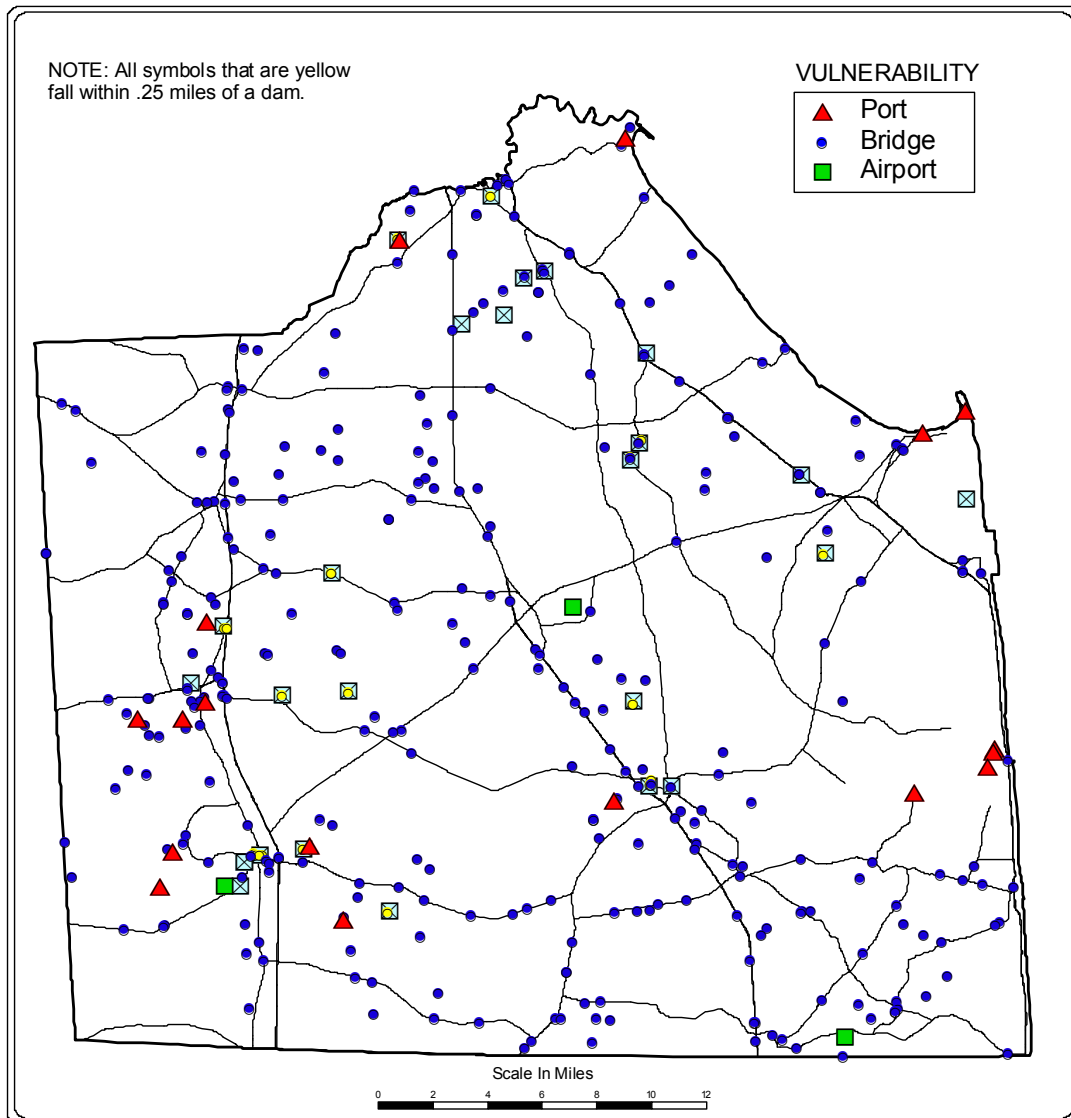 NOTE: All symbols that are yellow
fall within .25 miles of a dam.
VULNERABILITY
Port
Bridge
Airport
Scale In Miles
0 2 4 6 8 10 12